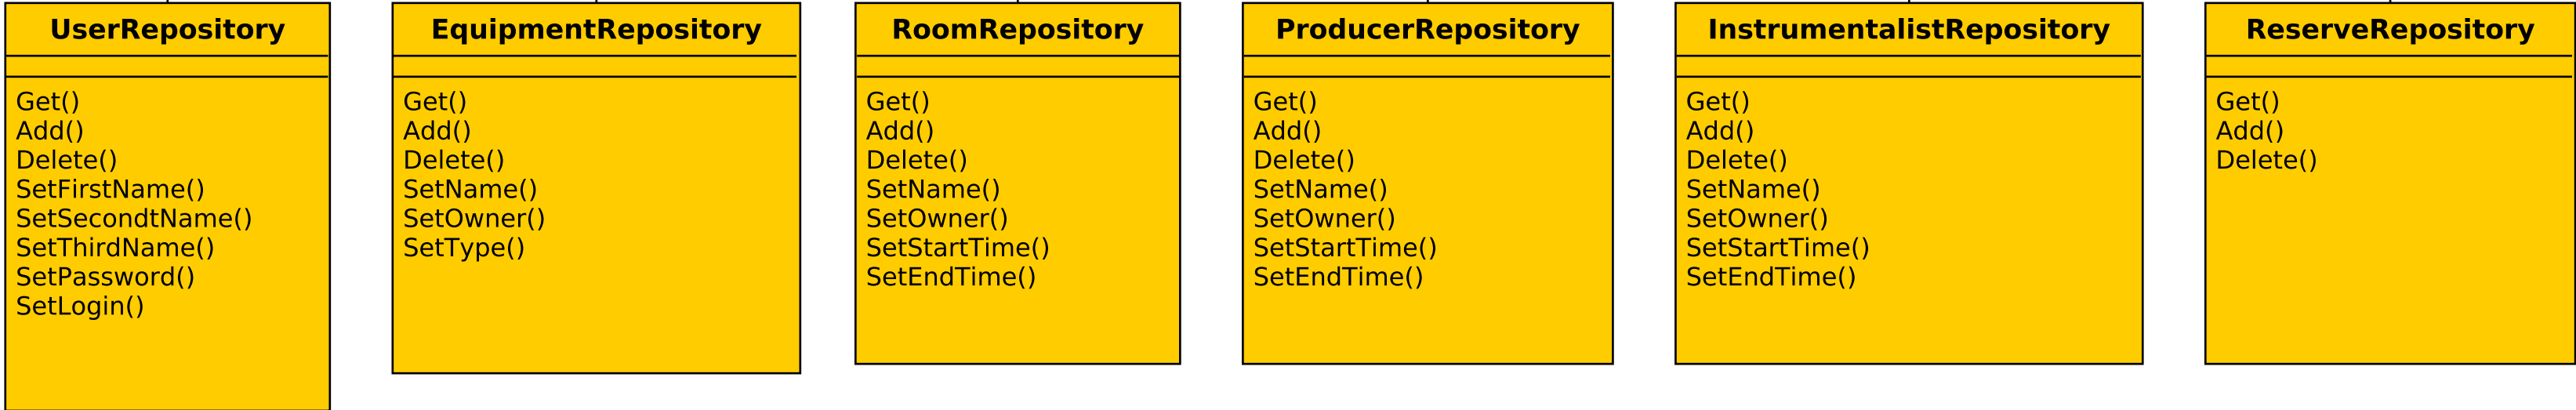 UserRepository
Get()
Add()
Delete()
SetFirstName()
SetSecondtName()
SetThirdName()
SetPassword()
SetLogin()
EquipmentRepository
Get()
Add()
Delete()
SetName()
SetOwner()
SetType()
RoomRepository
Get()
Add()
Delete()
SetName()
SetOwner()
SetStartTime()
SetEndTime()
ProducerRepository
Get()
Add()
Delete()
SetName()
SetOwner()
SetStartTime()
SetEndTime()
InstrumentalistRepository
Get()
Add()
Delete()
SetName()
SetOwner()
SetStartTime()
SetEndTime()
ReserveRepository
Get()
Add()
Delete()